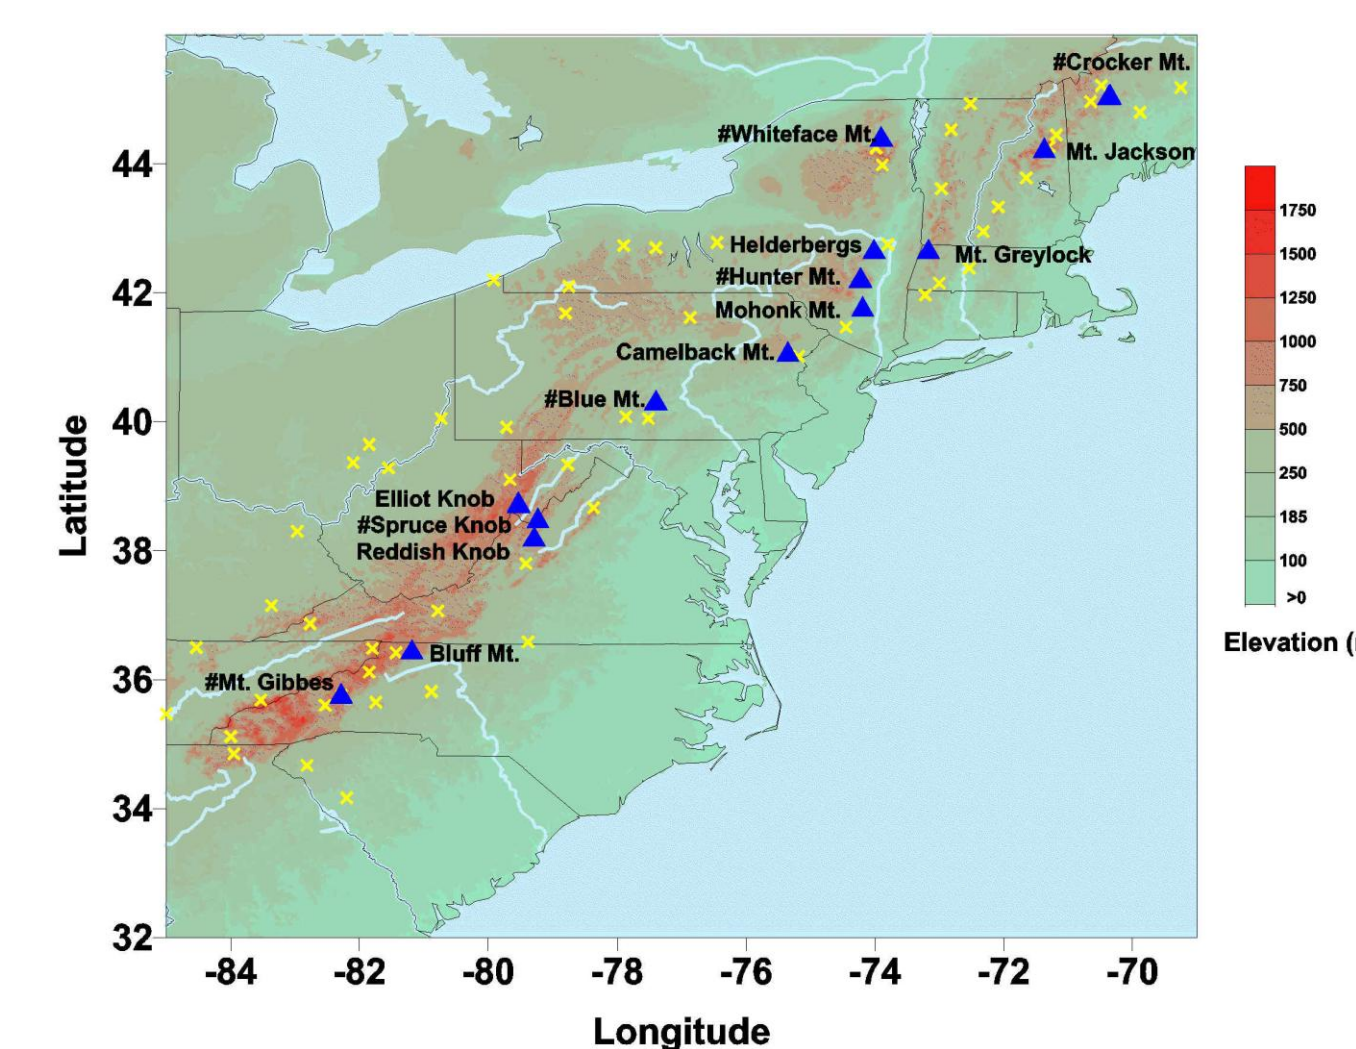 #Crocker Mt.
#Whiteface Mt.
Mt. Jackson
Helderbergs
Mt. Greylock
#Hunter Mt.
Mohonk Mt.
Camelback Mt.
#Blue Mt.
Elliot Knob
#Spruce Knob
Reddish Knob
Bluff Mt.
#Mt. Gibbes
44
42
40
38
36
34
32
Latitude
-84 -82 -80 -78 -76 -74 -72 -70
Longitude
1750
1500
1250
1000
750
500
250
185
100
>0
Elevation (